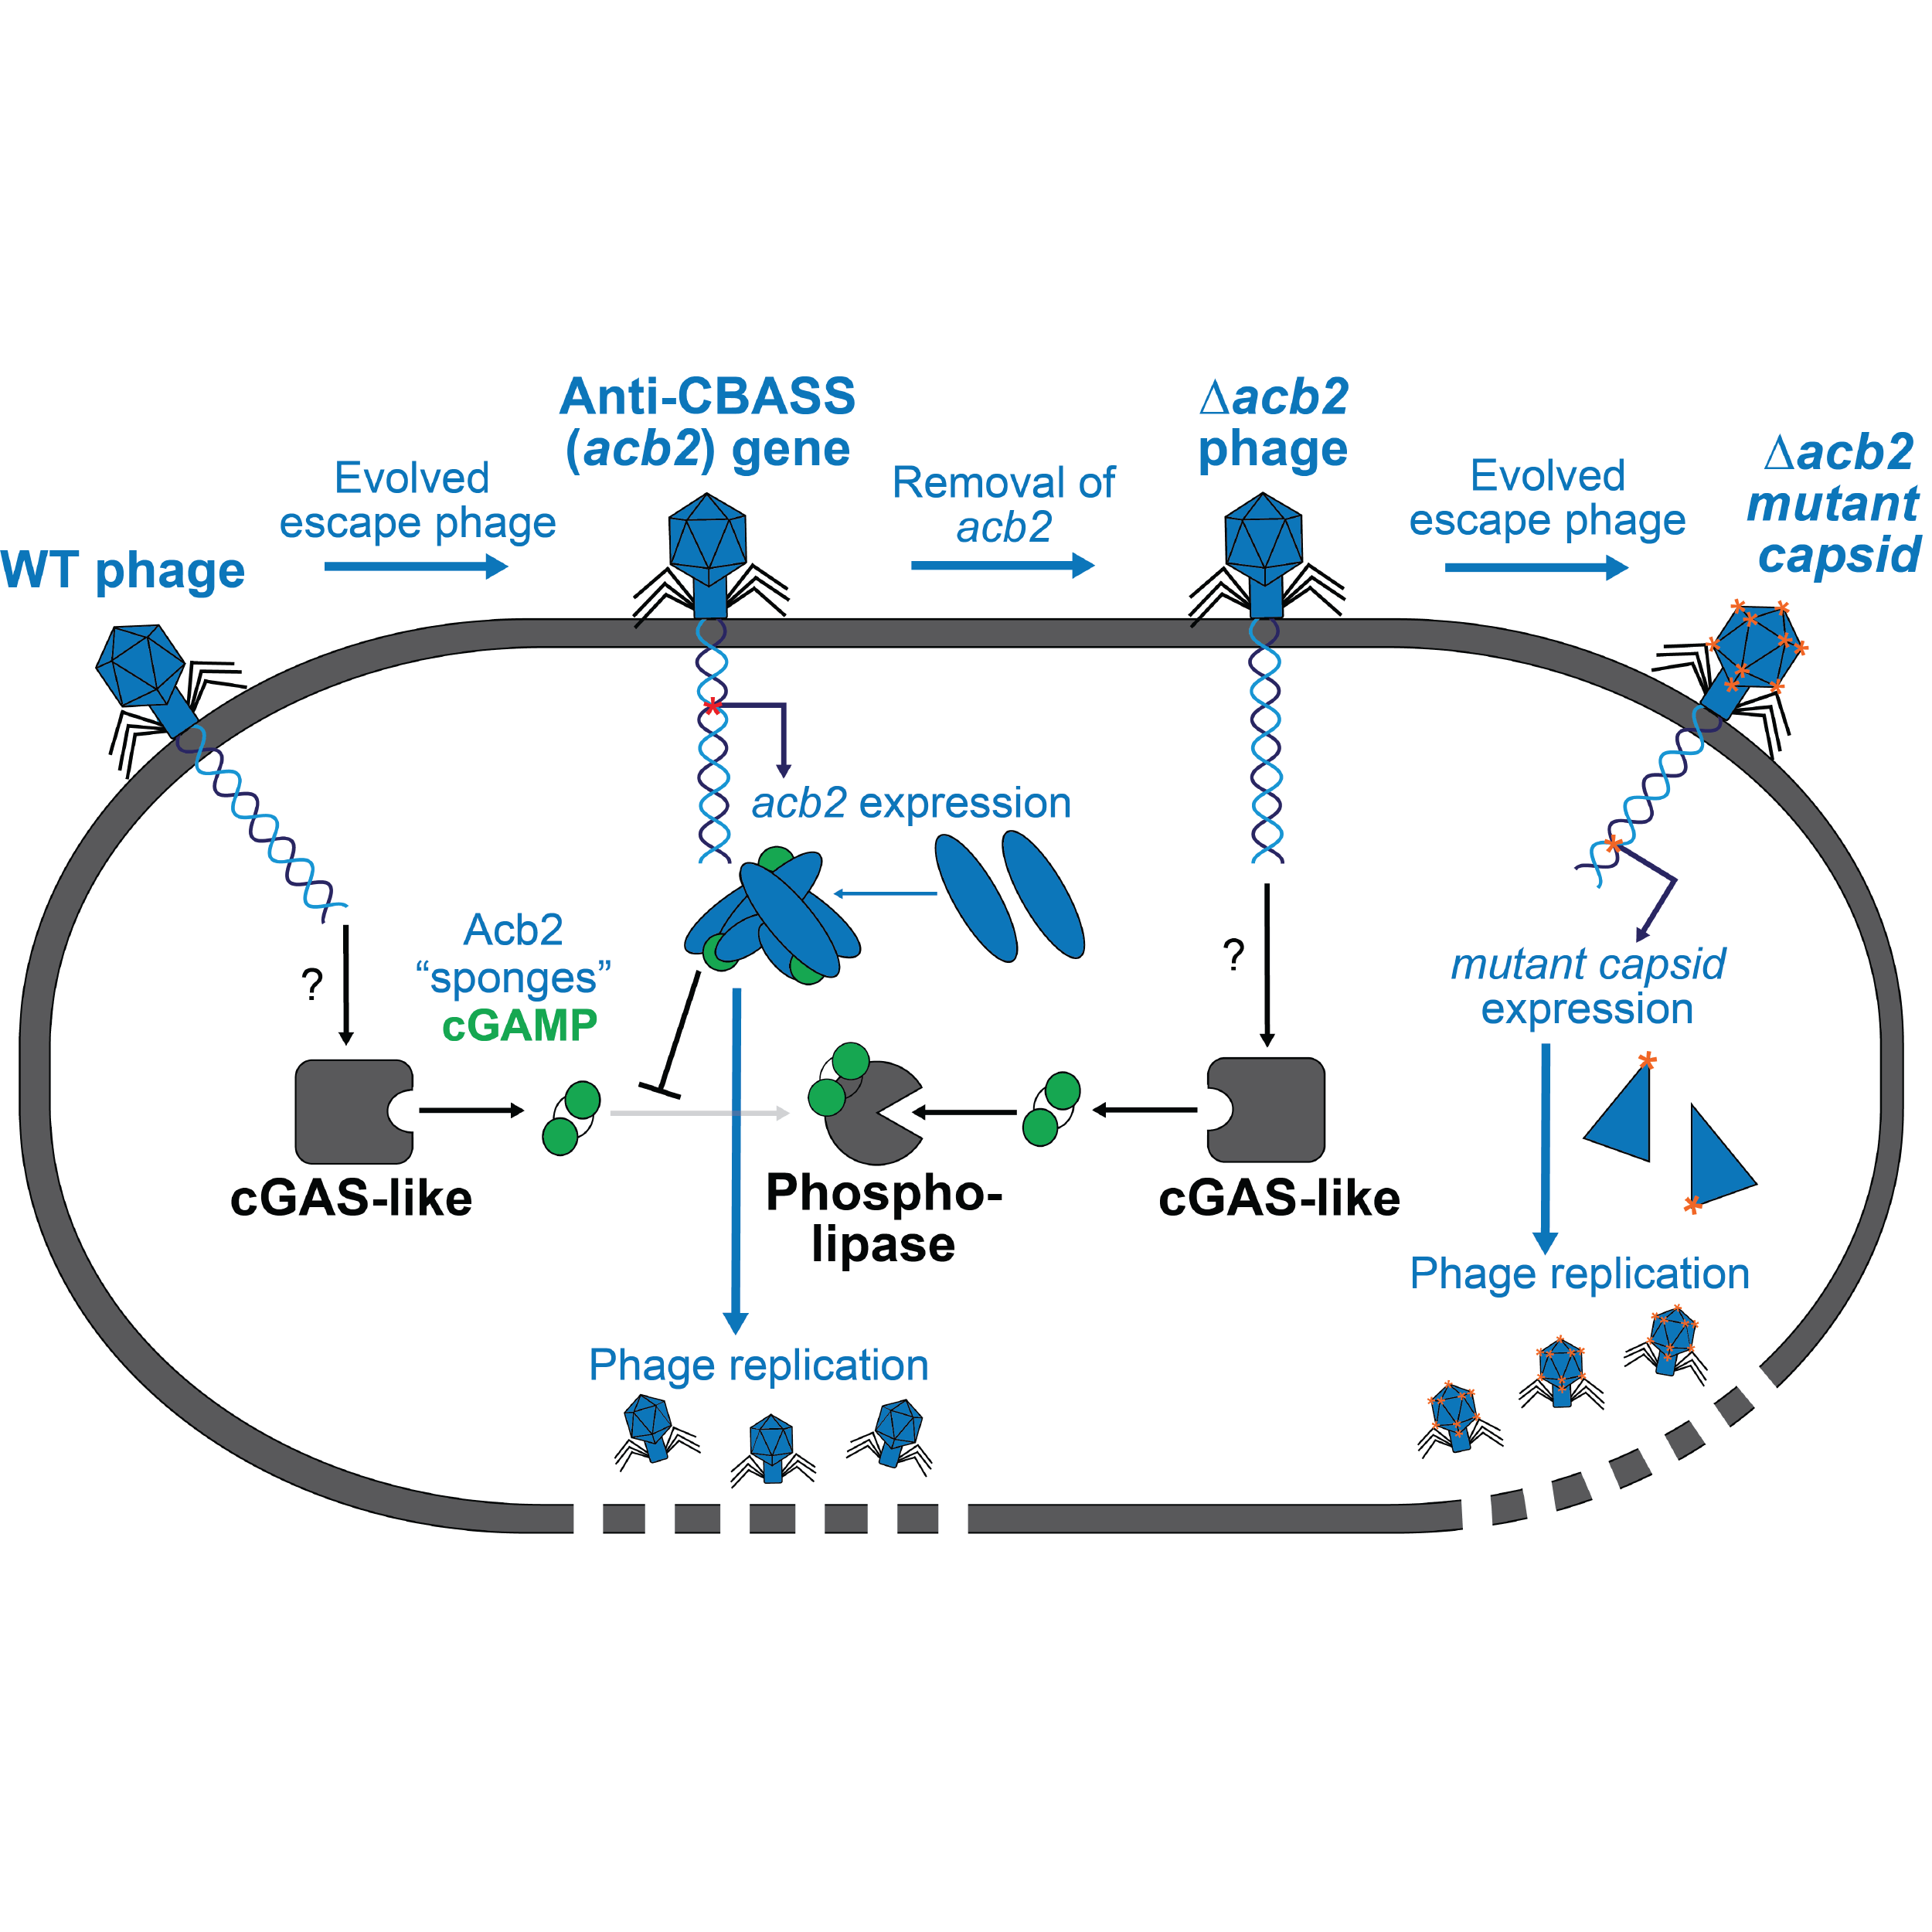 WT phage
Evolved
escape phage
Anti-CBASS
(acb2) gene
Removal of
acb2
Δacb2
phage
Evolved
escape phage
Δacb2
mutant
capsid
acb2 expression
Acb2
“sponges”
cGAMP
?
?
mutant capsid
expression
cGAS-like
Phospho-
lipase
cGAS-like
Phage replication
Phage replication